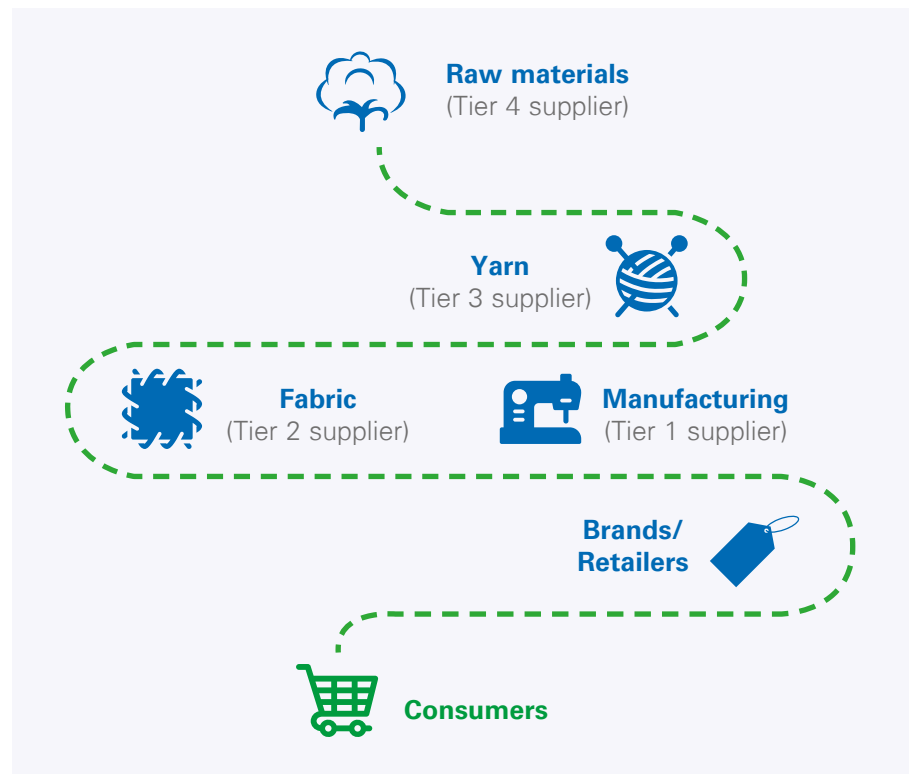 Raw materials
(Tier 4 supplier)
Yarn
(Tier 3 supplier)
Fabric
(Tier 2 supplier)
Manufacturing
(Tier 1 supplier)
Brands/
Retailers
Consumers